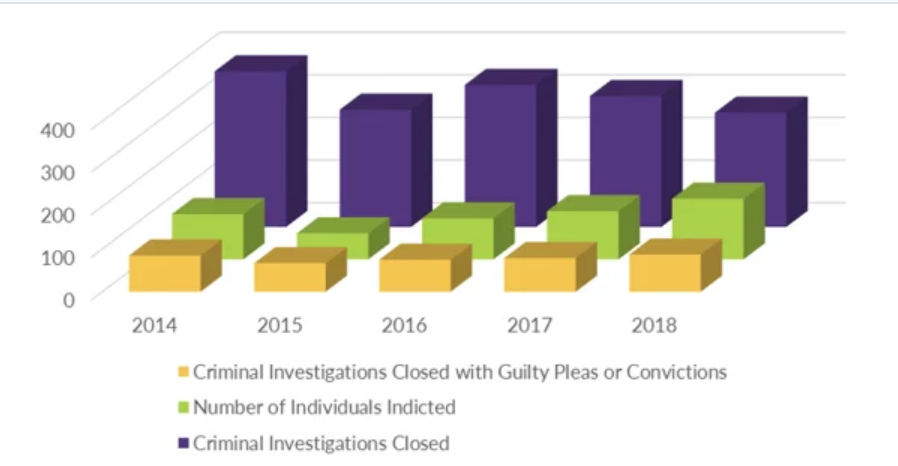 400
300
200
100
0
2014 2015 2016 2017 2018
Criminal Investigations Closed with Guilty Pleas or Convictions
Number of Individuals Indicted
Criminal Investigations Closed